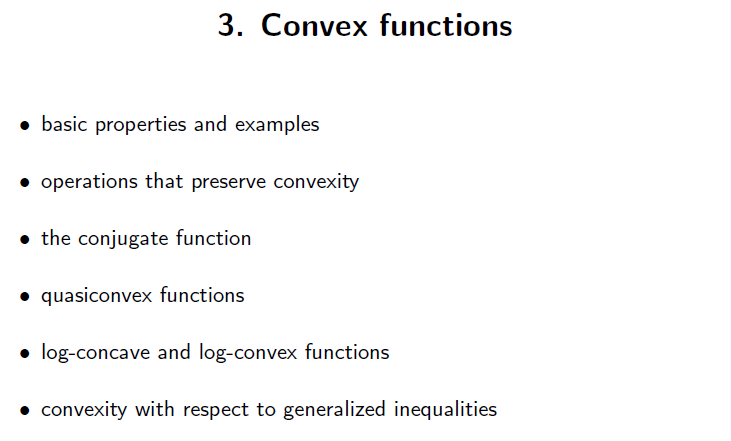 3. Convex functions
• basic properties and examples
• operations that preserve convexity
• the conjugate function
• quasiconvex functions
• log-concave and log-convex functions
• convexity with respect to generalized inequalities